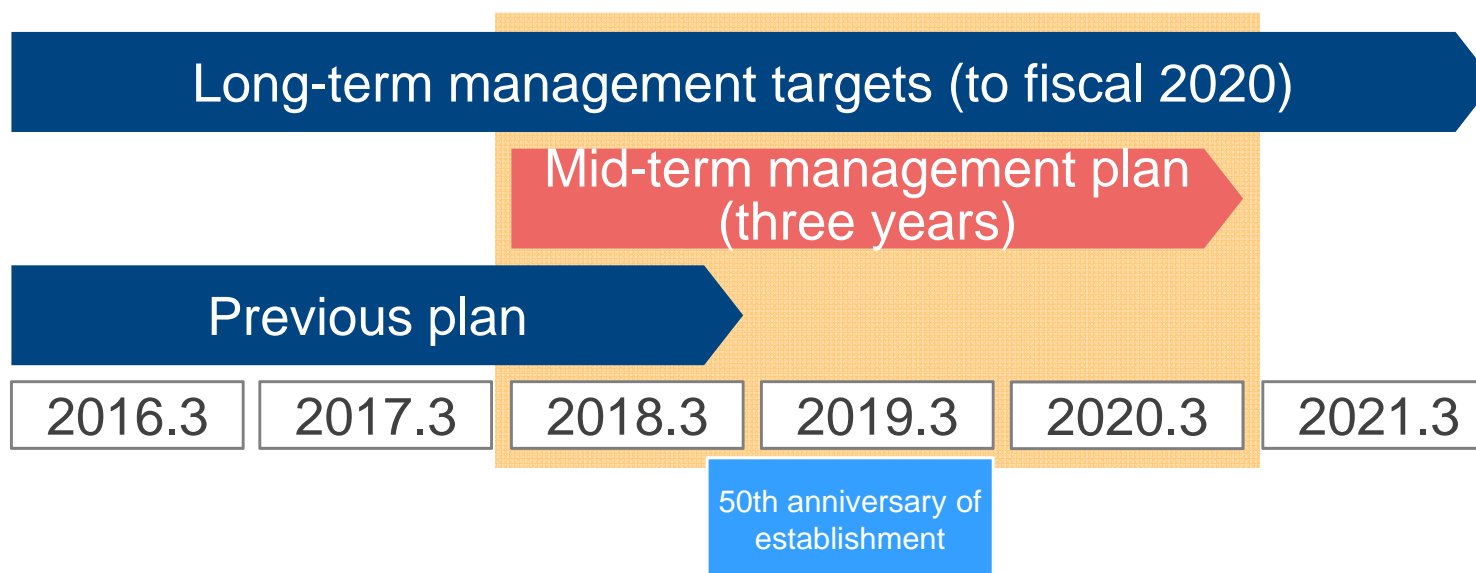 Long-term management targets (to fiscal 2020)
Mid-term management plan
(three years)
Previous plan
2016.3
2017.3
2018.3
2019.3
2020.3
2021.3
50th anniversary of
establishment